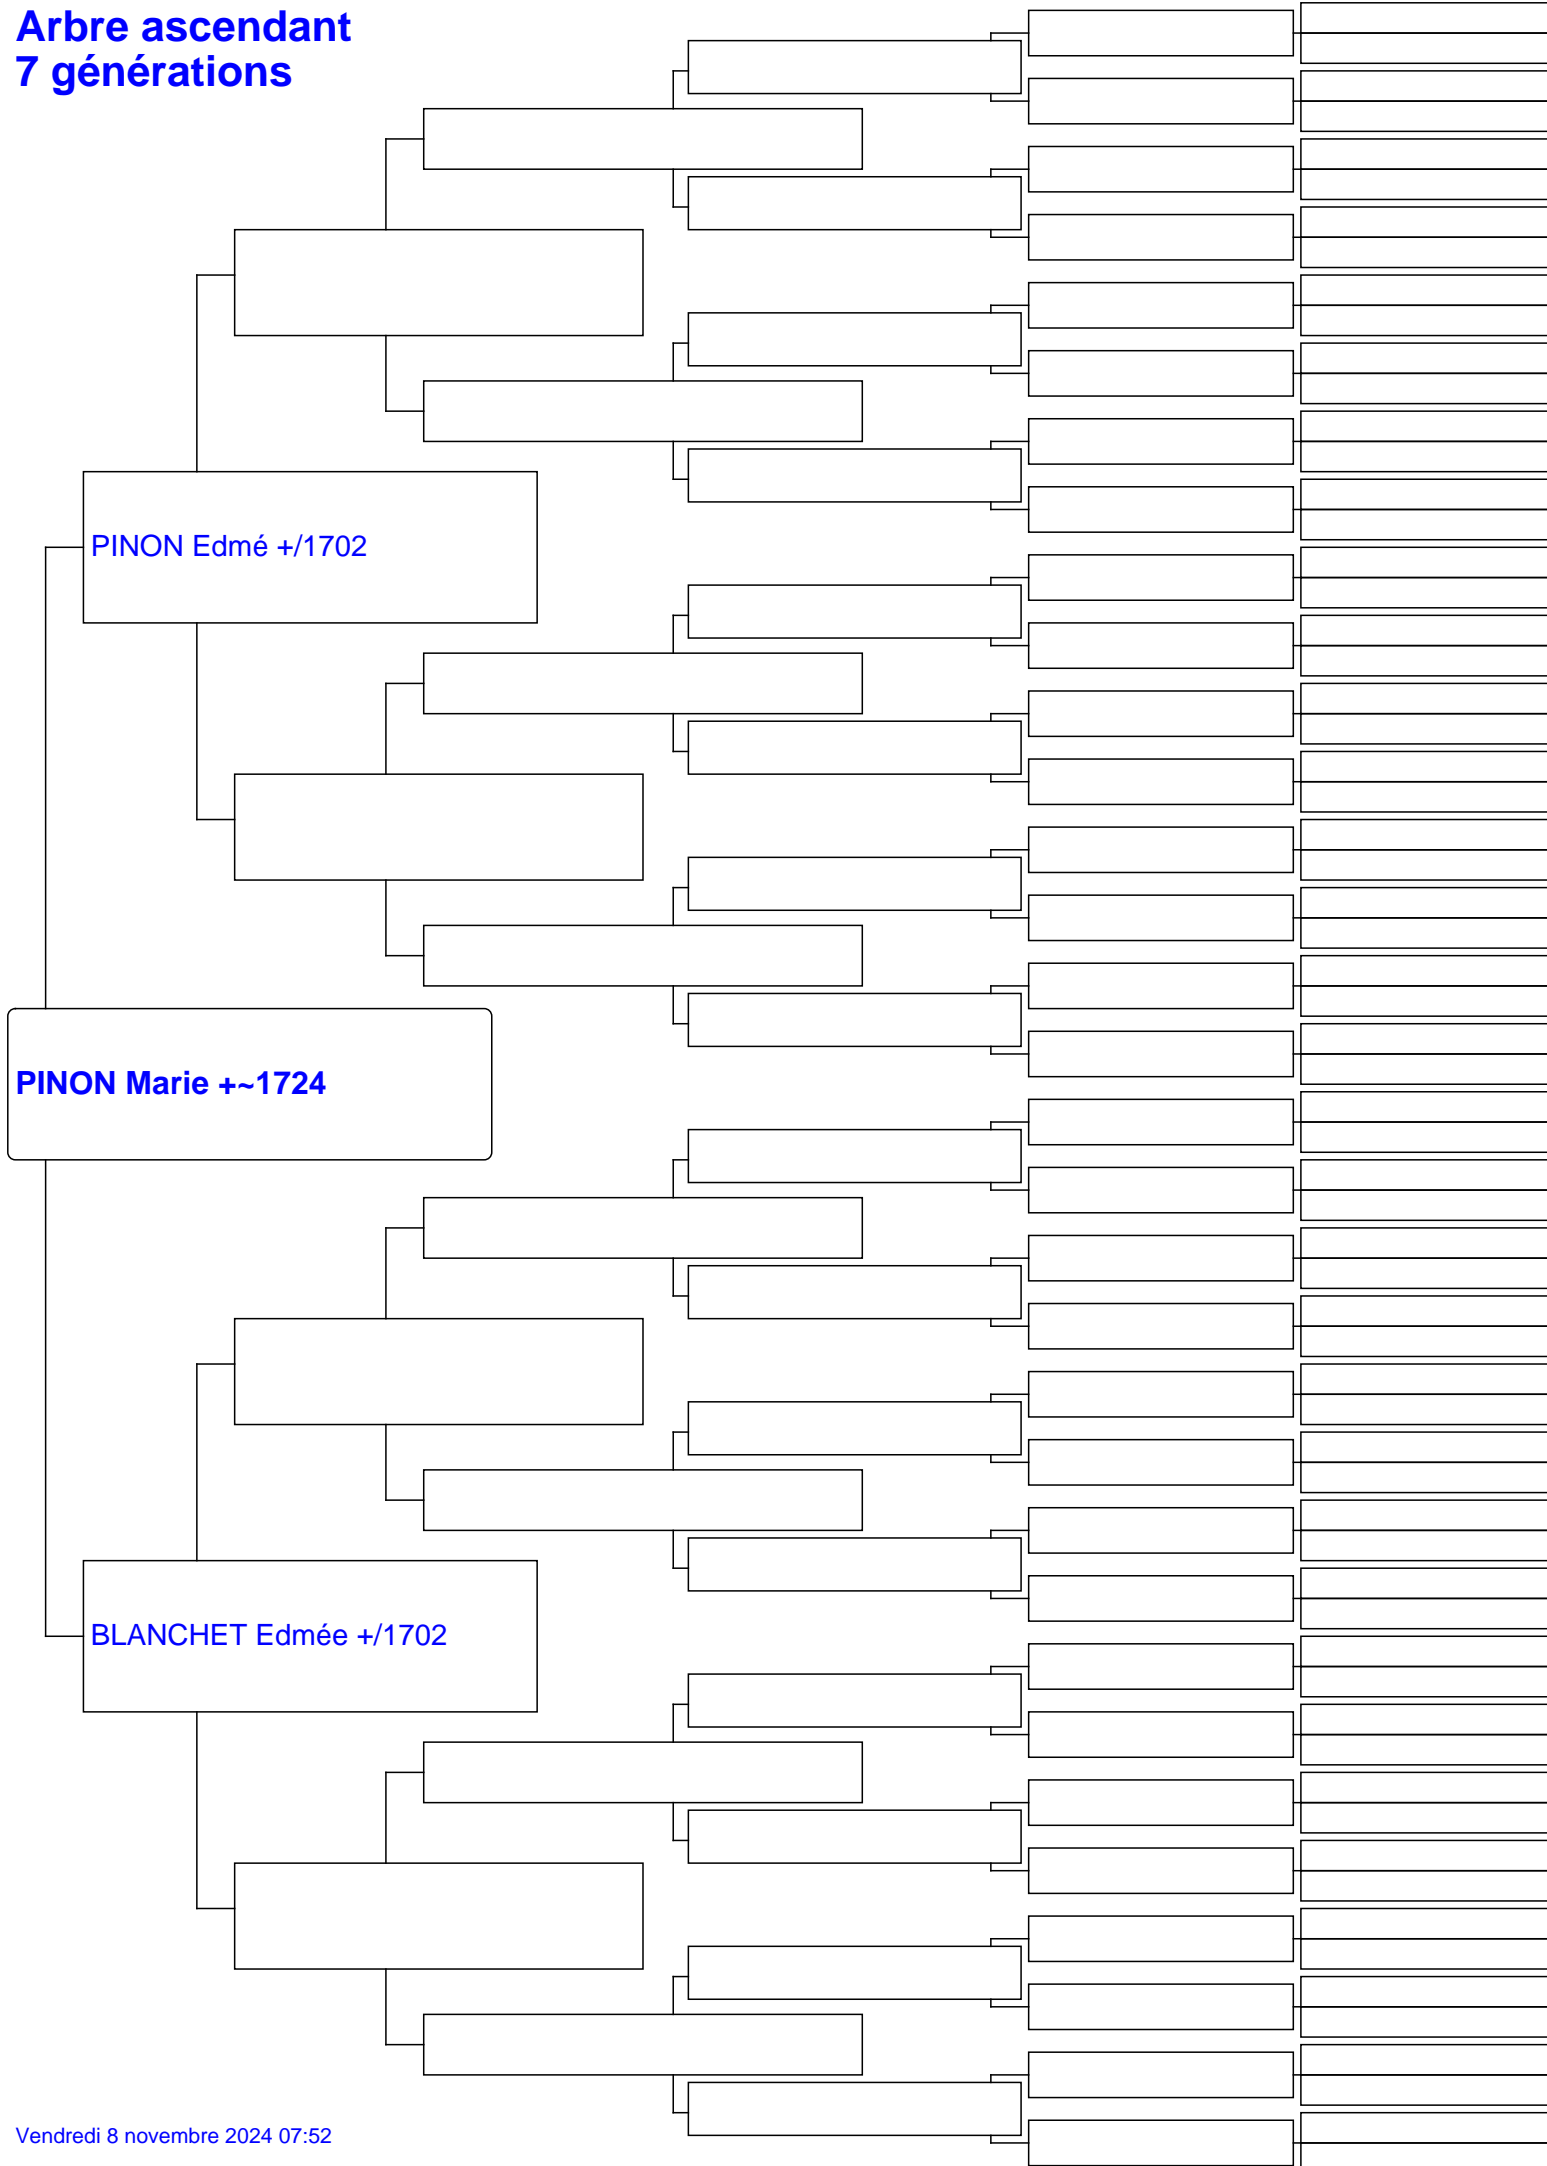 Arbre ascendant
7 générations
PINON Edmé +/1702
PINON Marie +~1724
BLANCHET Edmée +/1702
Vendredi 8 novembre 2024 07:52